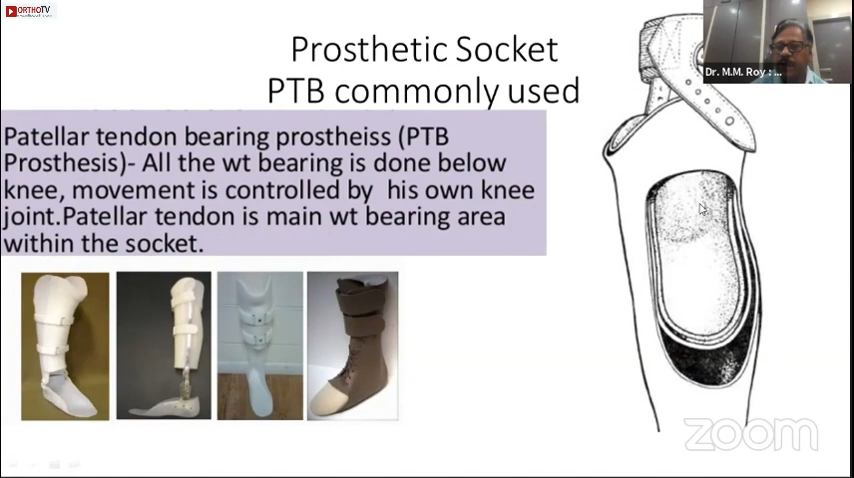 ORTHOTV
Dr. M.M. Roy : ...
Prosthetic Socket
PTB commonly used
Patellar tendon bearing prostheiss (PTB
Prosthesis)- All the wt bearing is done below
knee, movement is controlled by his own knee
joint.Patellar tendon is main wt bearing area
within the socket.
zoom